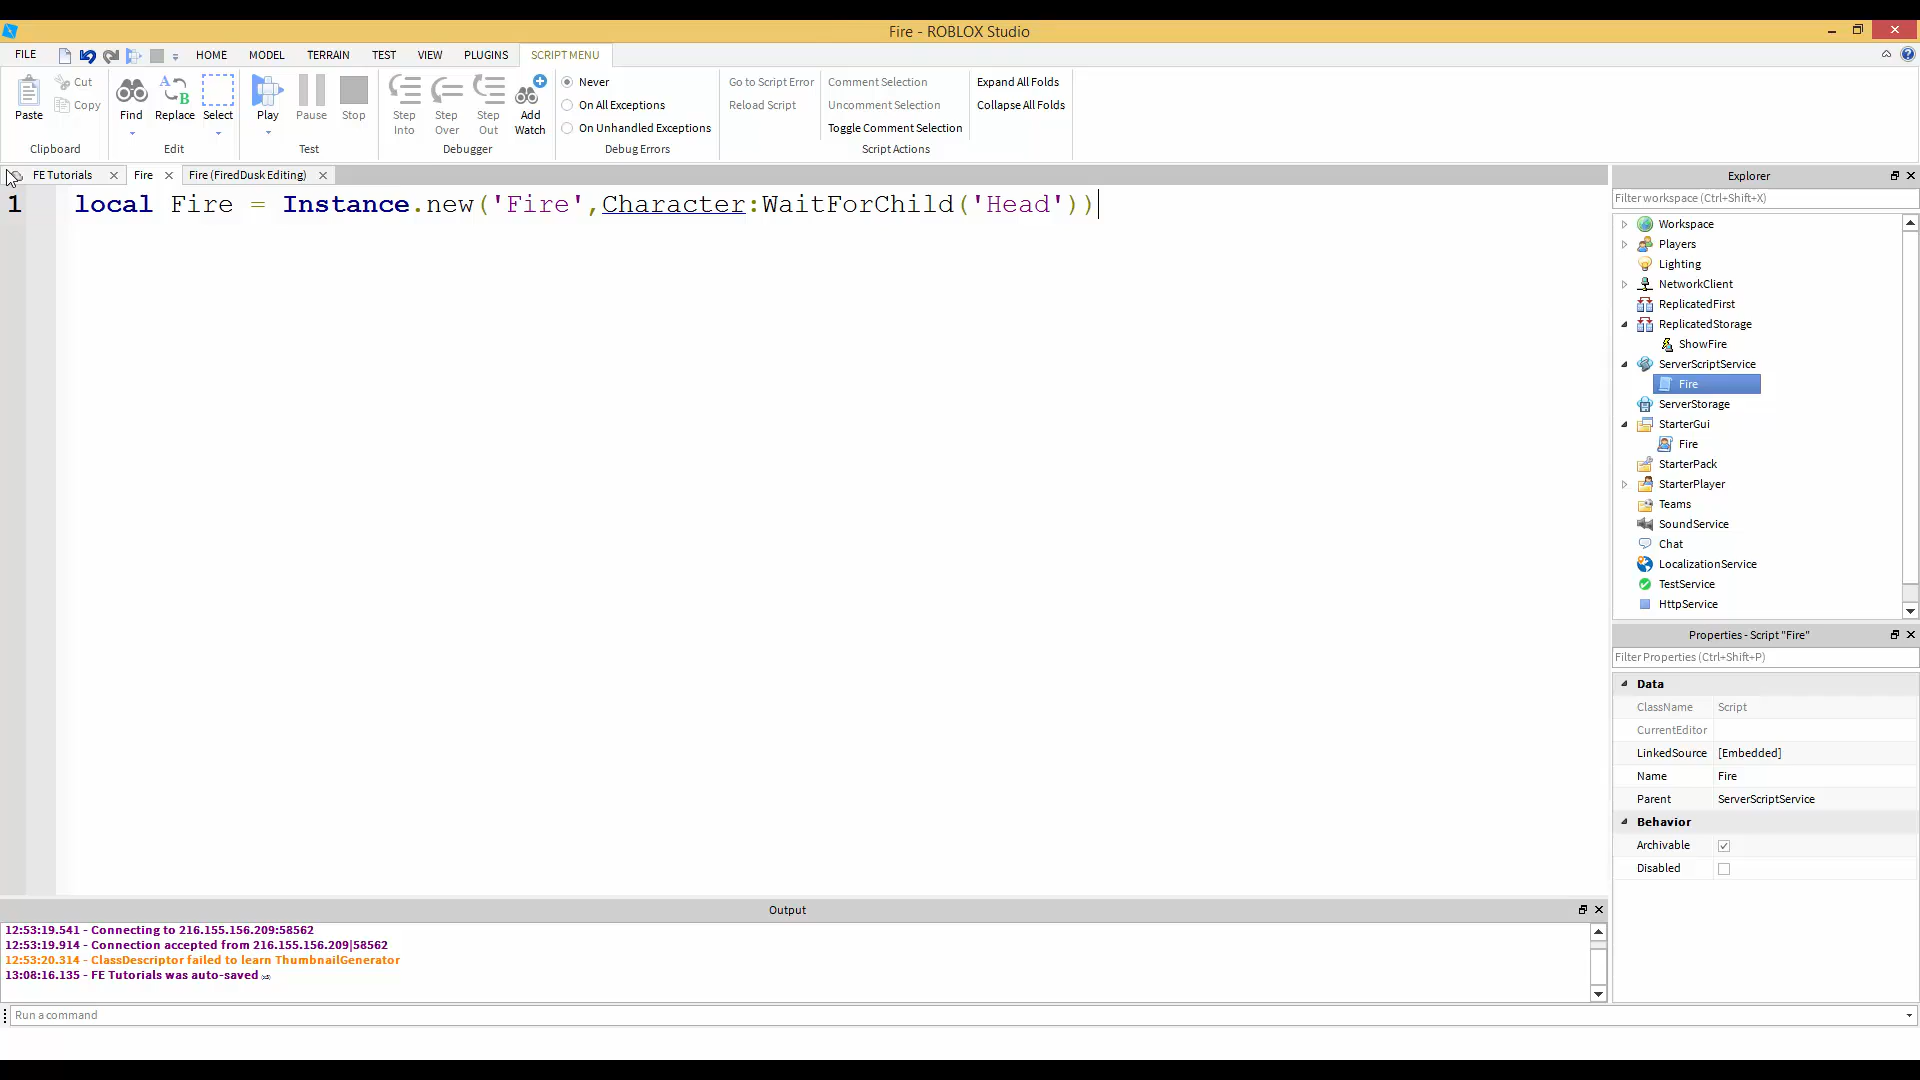 Fire - ROBLOX Studio
FILE
HOME
MODEL
TERRAIN
TEST
VIEW
PLUGINS
SCRIPT MENU
Paste
Cut
Copy
Clipboard
Find
Replace
Select
Edit
Play
Pause
Stop
Test
Step Into
Step Over
Step Out
Add Watch
Debugger
Never
On All Exceptions
On Unhandled Exceptions
Debug Errors
Go to Script Error
Reload Script
Comment Selection
Uncomment Selection
Toggle Comment Selection
Script Actions
Expand All Folds
Collapse All Folds
FE Tutorials
Fire
Fire (FiredDusk Editing)
1 local Fire = Instance.new('Fire',Character:WaitForChild('Head'))
Explorer
Filter workspace (Ctrl+Shift+X)
Workspace
Players
Lighting
NetworkClient
ReplicatedFirst
ReplicatedStorage
ShowFire
ServerScriptService
Fire
ServerStorage
StarterGui
Fire
StarterPack
StarterPlayer
Teams
SoundService
Chat
LocalizationService
TestService
HttpService
Properties - Script "Fire"
Filter Properties (Ctrl+Shift+P)
Data
ClassName Script
CurrentEditor
LinkedSource [Embedded]
Name Fire
Parent ServerScriptService
Behavior
Archivable
Disabled
Output
12:53:19.541 - Connecting to 216.155.156.209:58562
12:53:19.914 - Connection accepted from 216.155.156.209|58562
12:53:20.314 - ClassDescriptor failed to learn ThumbnailGenerator
13:08:16.135 - FE Tutorials was auto-saved
Run a command